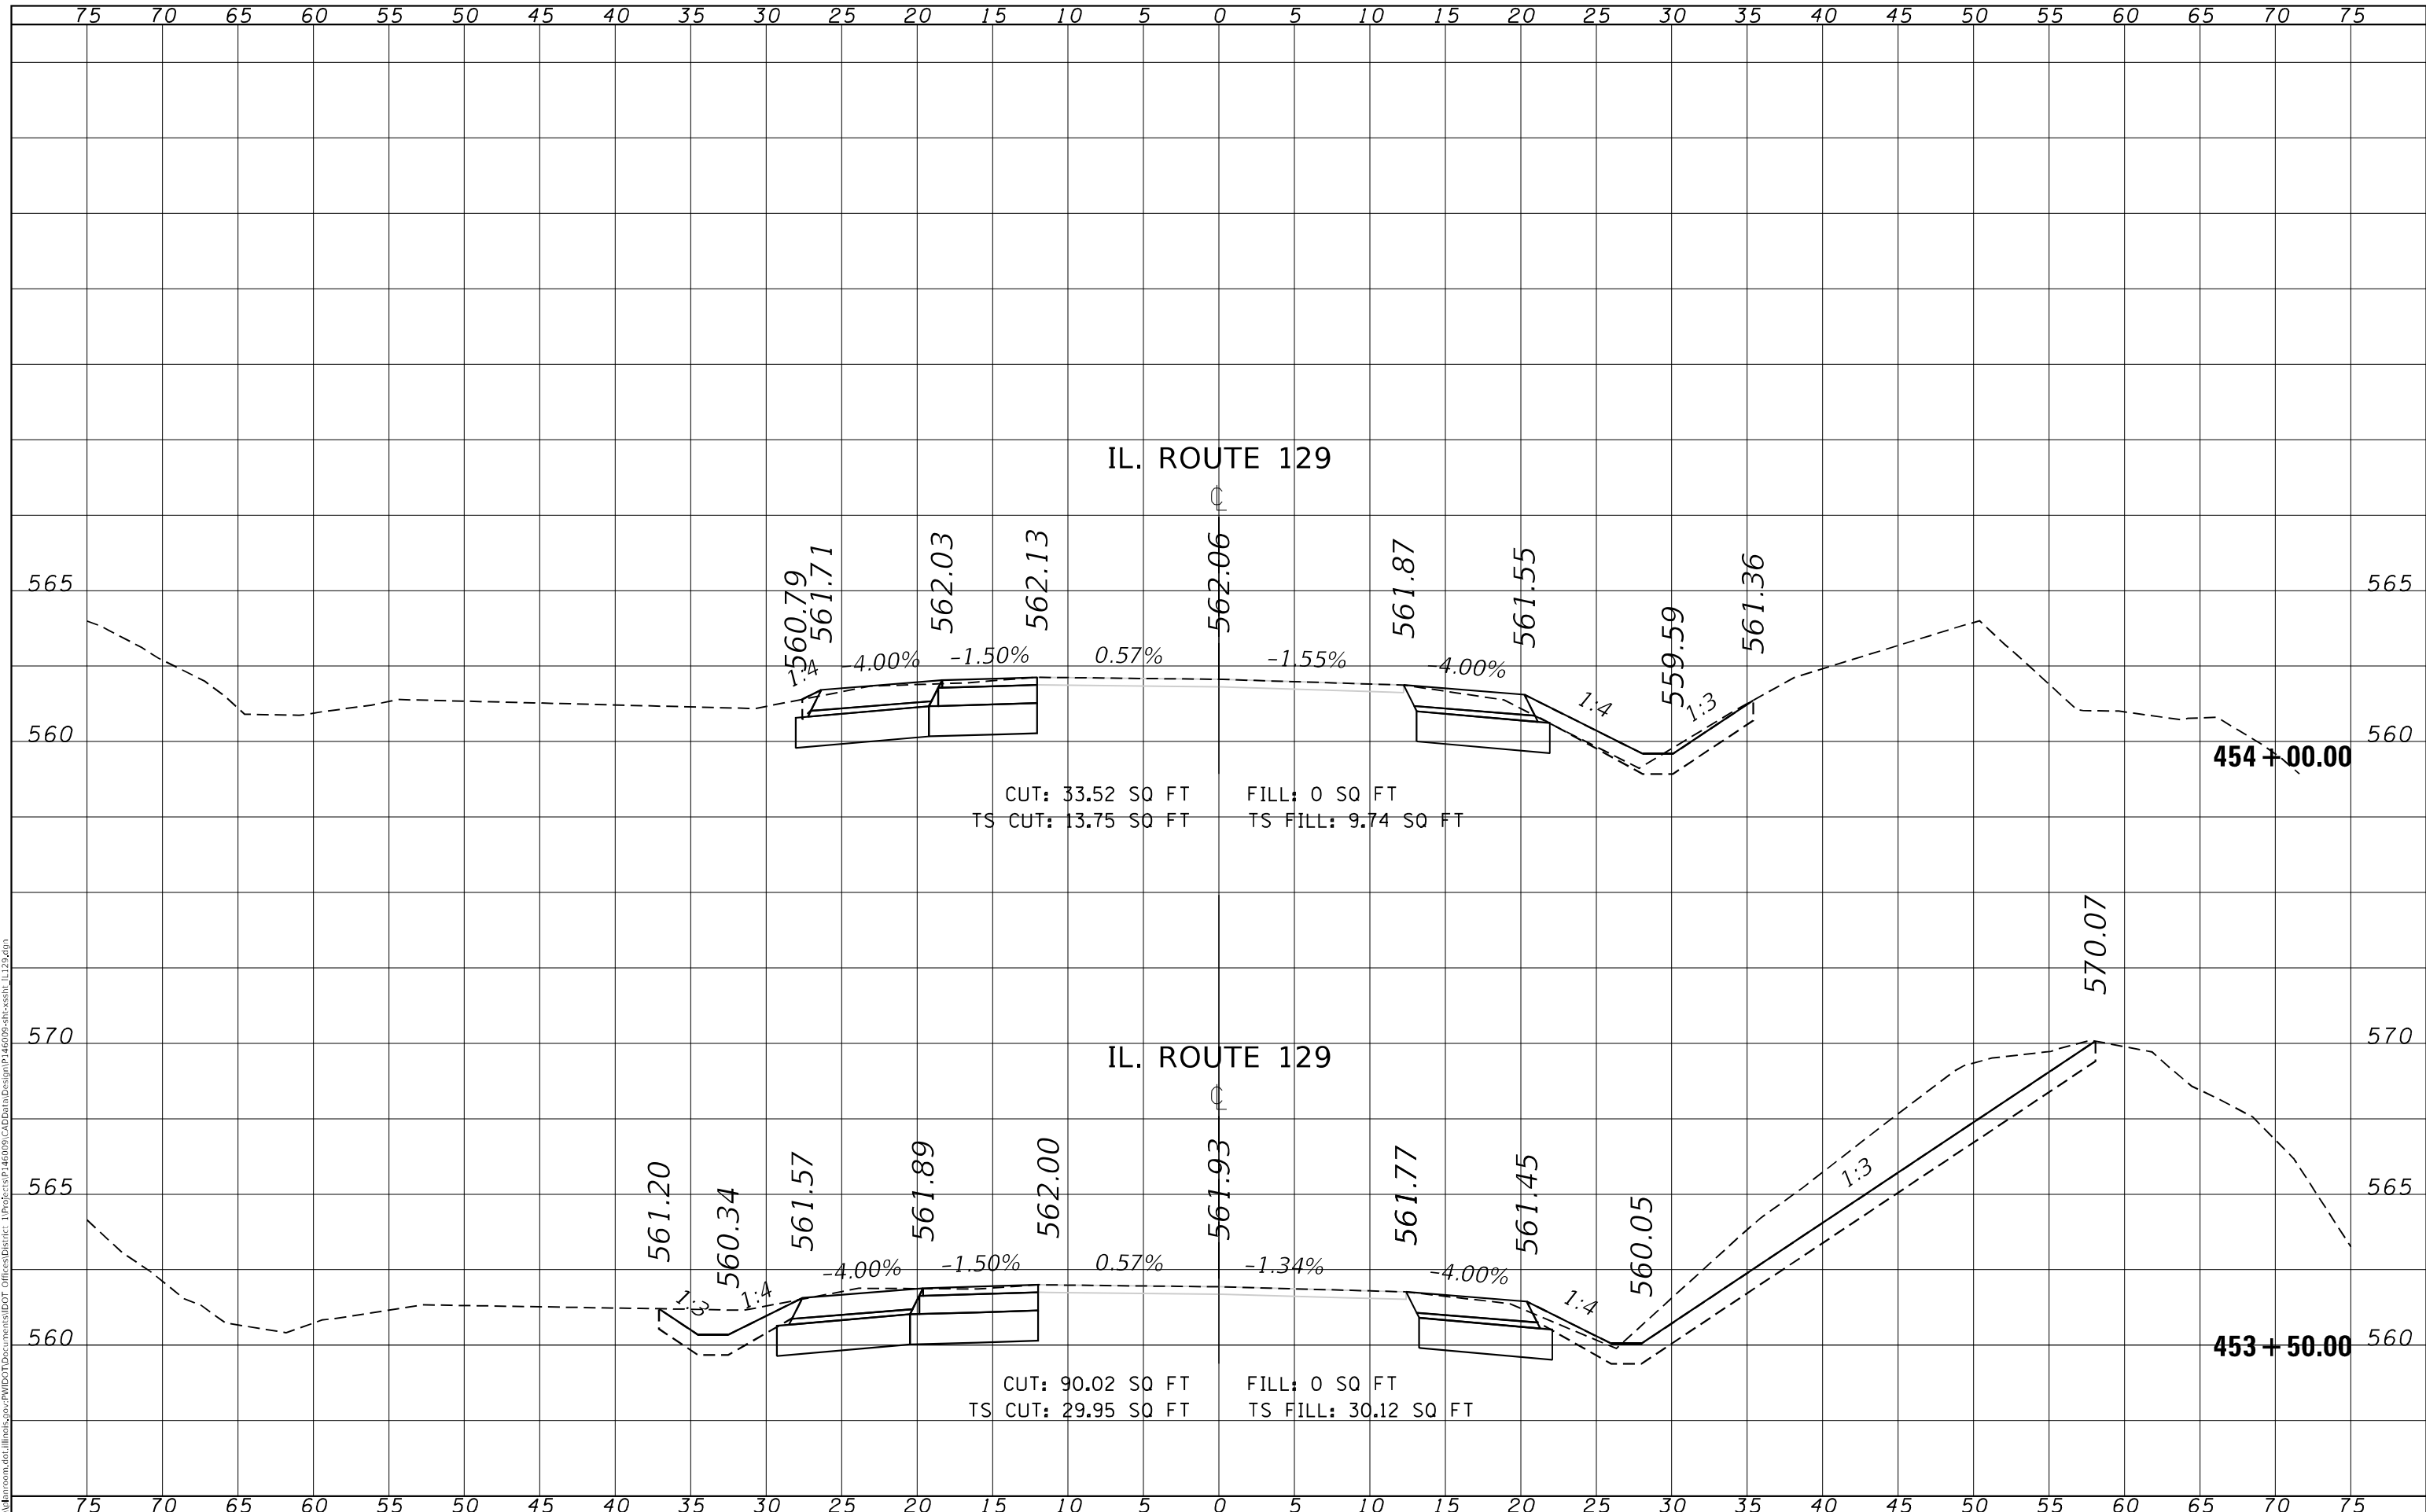 75 70 65 60 55 50 45 40 35 30 25 20 15 10 5 0 5 10 15 20 25 30 35 40 45 50 55 60 65 70 75
IL. ROUTE 129
℄
560.79 561.71 562.03 562.13 562.06 561.87 561.55 559.59 561.36
565 565
1:4 -4.00% -1.50% 0.57% -1.55% -4.00% 1:4 1:3
560 560
454+00.00
CUT: 33.52 SQ FT FILL: 0 SQ FT
TS CUT: 13.75 SQ FT TS FILL: 9.74 SQ FT
570.07
570 570
IL. ROUTE 129
℄
561.20 560.34 561.57 561.89 562.00 561.93 561.77 561.45 560.05
565 565
1:3 1:4 -4.00% -1.50% 0.57% -1.34% -4.00% 1:4 1:3
560 560
453+50.00
CUT: 90.02 SQ FT FILL: 0 SQ FT
TS CUT: 29.95 SQ FT TS FILL: 30.12 SQ FT
75 70 65 60 55 50 45 40 35 30 25 20 15 10 5 0 5 10 15 20 25 30 35 40 45 50 55 60 65 70 75